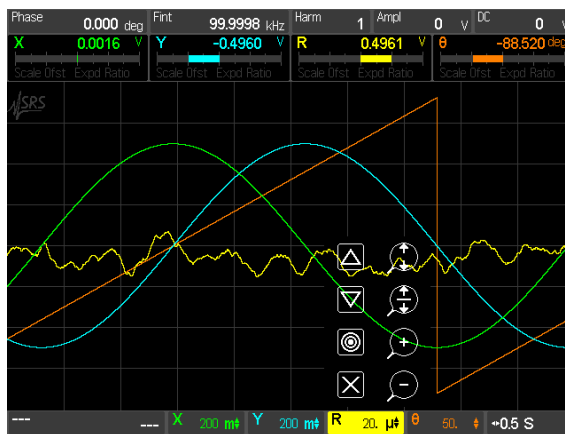 Phase 0.000 deg Fint 99.9998 kHz Harm 1 Ampl 0 V DC 0 V
X 0.0016 V Y -0.4960 V R 0.4961 V θ -88.520 deg
Scale Ofst Expd Ratio Scale Ofst Expd Ratio Scale Ofst Expd Ratio Scale Ofst Expd Ratio
SRS
--- --- X 200 m Y 200 m R 20. µ θ 50. 0.5 S